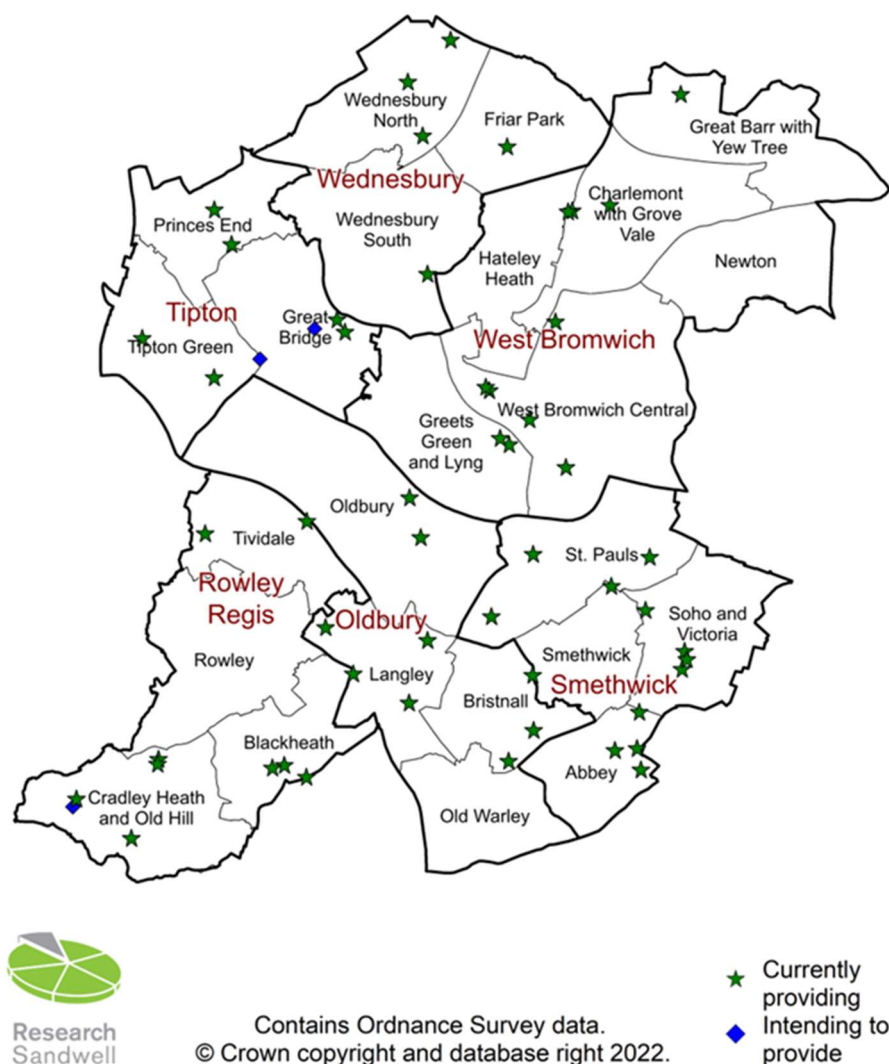 Wednesbury
North
Friar Park
Great Barr with
Yew Tree
Wednesbury
Charlemont
with Grove
Vale
Princes End
Wednesbury
South
Hateley
Heath
Newton
Tipton
Great
Bridge
Tipton Green
West Bromwich
West Bromwich Central
Greets
Green
and Lyng
Oldbury
Tividale
St. Pauls
Rowley
Regis
Oldbury
Soho and
Victoria
Smethwick
Rowley
Langley
Smethwick
Bristnall
Blackheath
Abbey
Cradley Heath
and Old Hill
Old Warley
Research
Sandwell
Contains Ordnance Survey data.
© Crown copyright and database right 2022.
Currently
providing
Intending to
provide